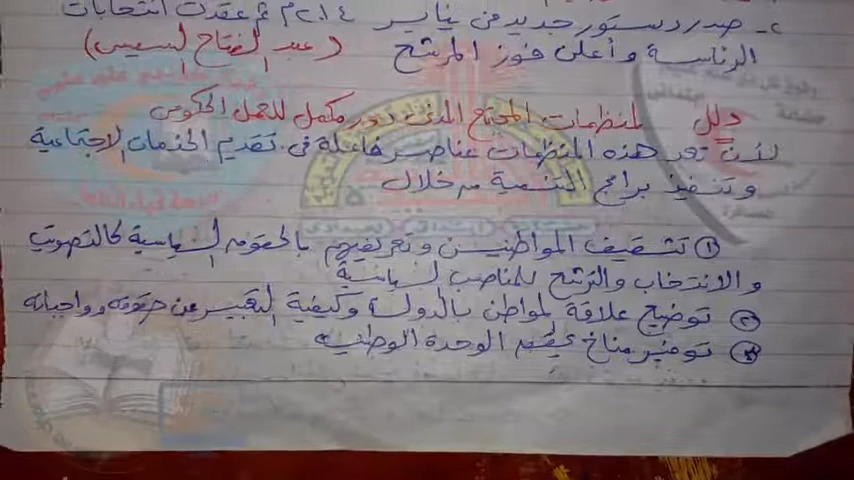 ٢- صدر دستور جديد في يناير ٢٠١٤م ثم عقدت انتخابات
الرئاسة وأعلن فوز المرشح (عبد الفتاح السيسي)
دلل لمنظمات المجتمع المدني دور مكمل للعمل الحكومي
لأن تعد هذه المنظمات عناصر فاعلة في تقديم الخدمات الاجتماعية
وتنفيذ برامج التنمية من خلال
① تثقيف المواطنين وتعريفهم بالحقوق السياسية كالتصويت
والانتخاب والترشح للمناصب السياسية
② توضيح علاقة المواطن بالدولة وكيفية التعبير عن حقوقه وواجباته
③ توفير مناخ يدعم الوحدة الوطنية